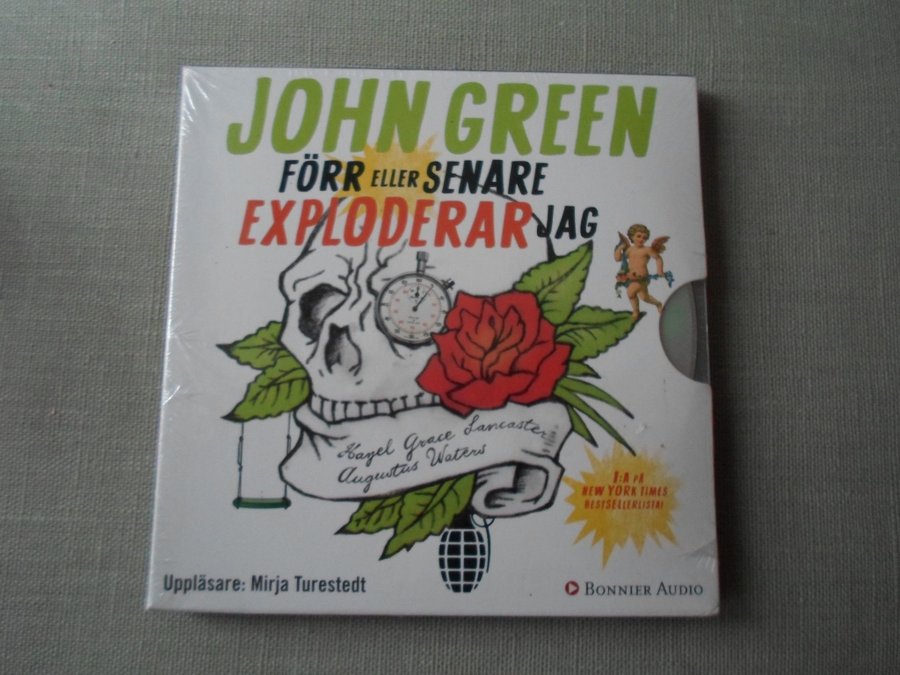 JOHN GREEN
FÖRR ELLER SENARE
EXPLODERAR JAG
Hazel Grace Lancaster
Augustus Waters
1:A PÅ
NEW YORK TIMES
BESTSELLERLISTA!
Uppläsare: Mirja Turestedt
BONNIER AUDIO